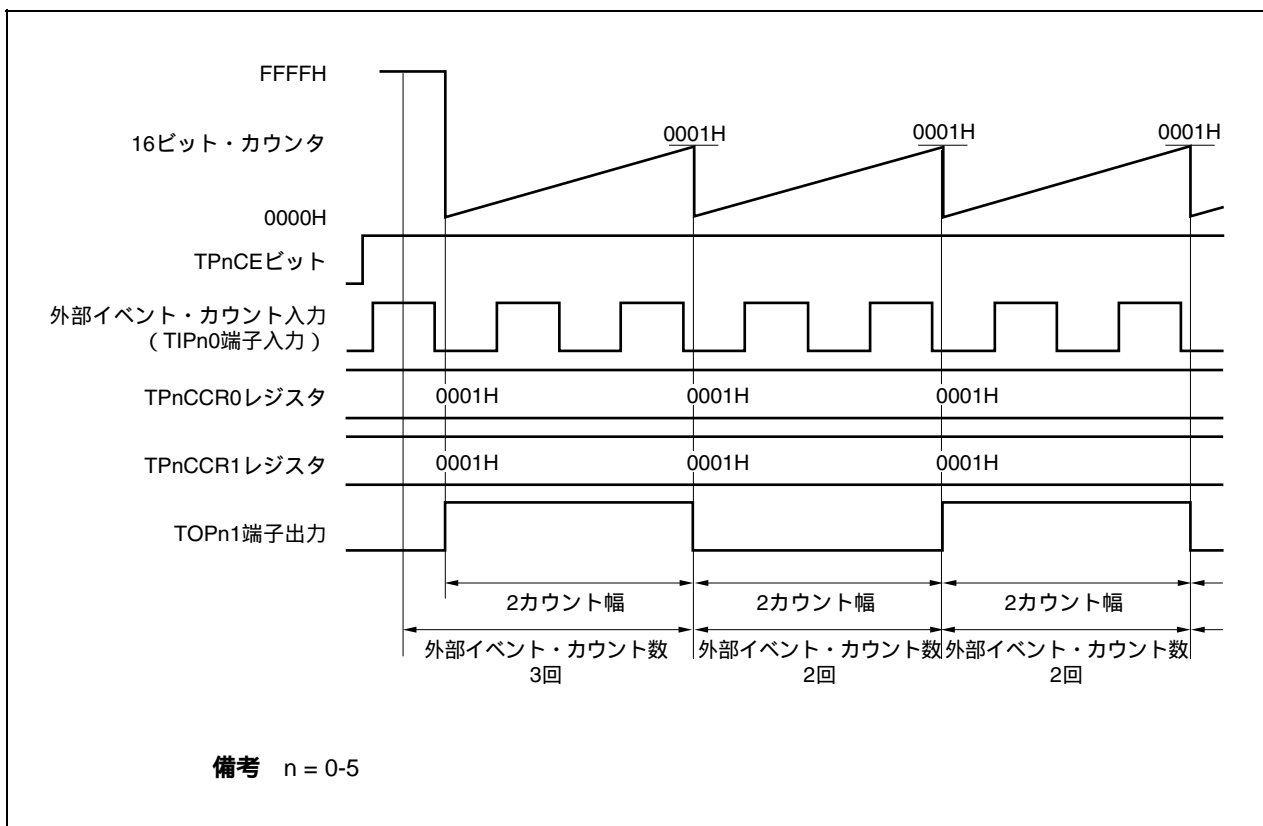 FFFFH
16ビット・カウンタ
0001H 0001H 0001H
0000H
TPnCEビット
外部イベント・カウント入力
（TIPn0端子入力）
TPnCCR0レジスタ
0001H 0001H 0001H
TPnCCR1レジスタ
0001H 0001H 0001H
TOPn1端子出力
2カウント幅 2カウント幅 2カウント幅
外部イベント・カウント数 外部イベント・カウント数 外部イベント・カウント数
3回 2回 2回
備考 n = 0-5